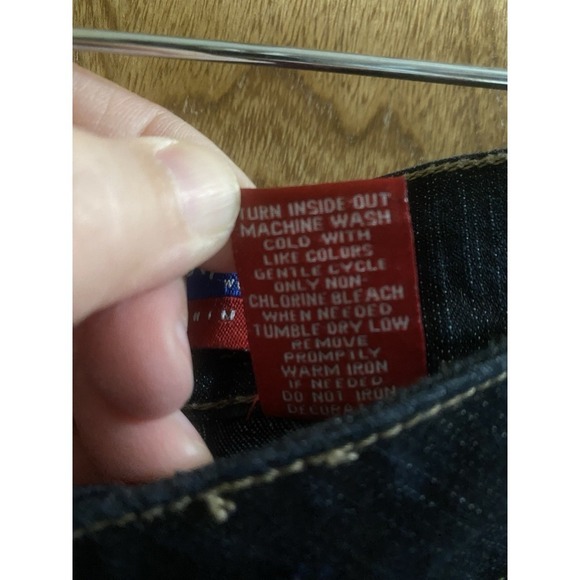 TURN INSIDE OUT
MACHINE WASH
COLD WITH
LIKE COLORS
GENTLE CYCLE
ONLY NON-
CHLORINE BLEACH
WHEN NEEDED
TUMBLE DRY LOW
REMOVE
PROMPTLY
WARM IRON
IF NEEDED
DO NOT IRON